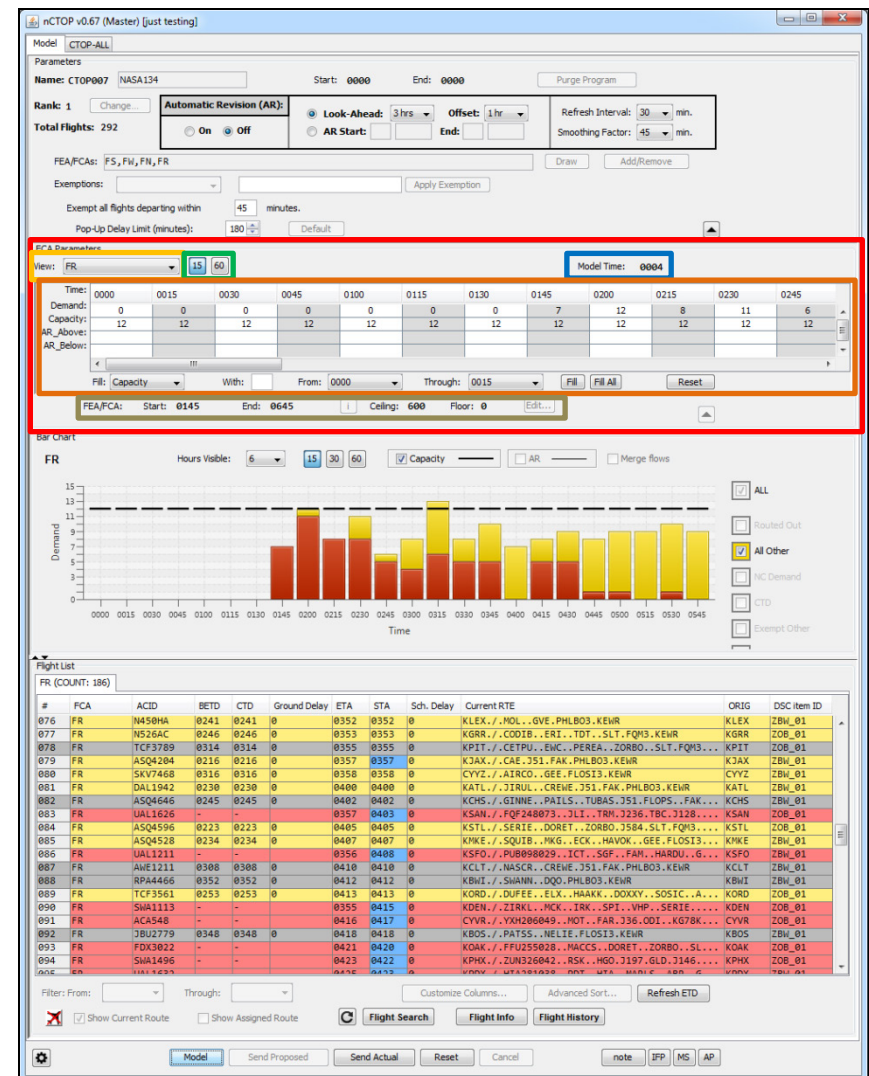 nCTOP v0.67 (Master) [just testing]
Model CTOP-ALL
Parameters
Name: CTOP007 NASA134 Start: 0000 End: 0000 Purge Program
Rank: 1 Change... Automatic Revision (AR): Look-Ahead: 3 hrs Offset: 1 hr Refresh Interval: 30 min.
Total Flights: 292 On Off AR Start: End: Smoothing Factor: 45 min.
FEA/FCAs: FS,FW,FN,FR Draw Add/Remove
Exemptions: Apply Exemption
Exempt all flights departing within 45 minutes.
Pop-Up Delay Limit (minutes): 180 Default
FCA Parameters
View: FR 15 60 Model Time: 0004
Time: 0000 0015 0030 0045 0100 0115 0130 0145 0200 0215 0230 0245
Demand: 0 0 0 0 0 0 0 7 12 8 11 6
Capacity: 12 12 12 12 12 12 12 12 12 12 12 12
AR_Above:
AR_Below:
Fill: Capacity With: From: 0000 Through: 0015 Fill Fill All Reset
FEA/FCA: Start: 0145 End: 0645 i Ceiling: 600 Floor: 0 Edit...
Bar Chart
FR Hours Visible: 6 15 30 60 Capacity AR Merge flows
15
13
11
9
7
5
3
0
Demand
ALL
Routed Out
All Other
NC Demand
CTD
Exempt Other
0000 0015 0030 0045 0100 0115 0130 0145 0200 0215 0230 0245 0300 0315 0330 0345 0400 0415 0430 0445 0500 0515 0530 0545
Time
Flight List
FR (COUNT: 186)
# FCA ACID BETD CTD Ground Delay ETA STA Sch. Delay Current RTE ORIG DSC item ID
076 FR N450HA 0241 0241 0 0352 0352 0 KLEX./.MOL..GVE.PHLBO3.KEWR KLEX ZBW_01
077 FR N526AC 0246 0246 0 0353 0353 0 KGRR./.CODIB..ERI..TDT..SLT.FQM3.KEWR KGRR ZOB_01
078 FR TCF3789 0314 0314 0 0355 0355 0 KPIT./.CETPU..EWC..PEREA..ZORBO..SLT.FQM3... KPIT ZOB_01
079 FR ASQ4204 0216 0216 0 0357 0357 0 KJAX./.CAE.J51.FAK.PHLBO3.KEWR KJAX ZBW_01
080 FR SKV7468 0316 0316 0 0358 0358 0 CYYZ./.AIRCO..GEE.FLOSI3.KEWR CYYZ ZBW_01
081 FR DAL1942 0230 0230 0 0400 0400 0 KATL./.JIRUL..CREWE.J51.FAK.PHLBO3.KEWR KATL ZBW_01
082 FR ASQ4646 0245 0245 0 0402 0402 0 KCHS./.GINNE..PAILS..TUBAS.J51.FLOPS..FAK... KCHS ZBW_01
083 FR UAL1626 - - 0357 0403 0 KSAN./.FQF248073..JLI..TRM.J236.TBC.J128.... KSAN ZOB_01
084 FR ASQ4596 0223 0223 0 0405 0405 0 KSTL./.SERIE..DORET..ZORBO.J584.SLT.FQM3.... KSTL ZOB_01
085 FR ASQ4528 0234 0234 0 0407 0407 0 KMKE./.SQUIB..MKG..ECK..HAVOK..GEE.FLOSI3... KMKE ZBW_01
086 FR UAL1211 - - 0356 0408 0 KSFO./.PUB098029..ICT..SGF..FAM..HARDU..G... KSFO ZBW_01
087 FR AWE1211 0308 0308 0 0410 0410 0 KCLT./.NASCR..CREWE.J51.FAK.PHLBO3.KEWR KCLT ZBW_01
088 FR RPA4466 0352 0352 0 0412 0412 0 KBWI./.SWANN..DQO.PHLBO3.KEWR KBWI ZBW_01
089 FR TCF3561 0253 0253 0 0413 0413 0 KORD./.DUFEE..ELX..HAAKK..DOXXY..SOSIC..A... KORD ZOB_01
090 FR SWA1113 - - 0355 0415 0 KDEN./.ZIRKL..MCK..IRK..SPI..VHP..SERIE..... KDEN ZOB_01
091 FR ACA548 - - 0416 0417 0 CYVR./.YXH206049..MOT..FAR.J36.ODI..KG78K... CYVR ZOB_01
092 FR JBU2779 0348 0348 0 0418 0418 0 KBOS./.PATSS..NELIE.FLOSI3.KEWR KBOS ZBW_01
093 FR FDX3022 - - 0421 0420 0 KOAK./.FFU255028..MACCS..DORET..ZORBO..SL... KOAK ZOB_01
094 FR SWA1496 - - 0423 0422 0 KPHX./.ZUN326042..RSK..HGO.J197.GLD.J146.... KPHX ZOB_01
Filter: From: Through: Customize Columns... Advanced Sort... Refresh ETD
Show Current Route Show Assigned Route Flight Search Flight Info Flight History
Model Send Proposed Send Actual Reset Cancel note IFP MS AP